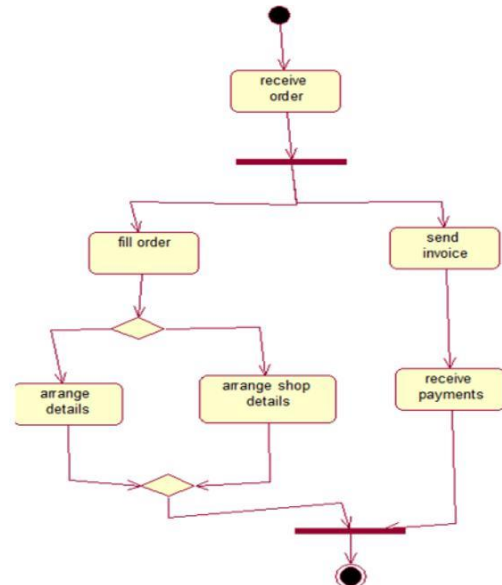 receive
order
fill order
send
invoice
arrange
details
arrange shop
details
receive
payments